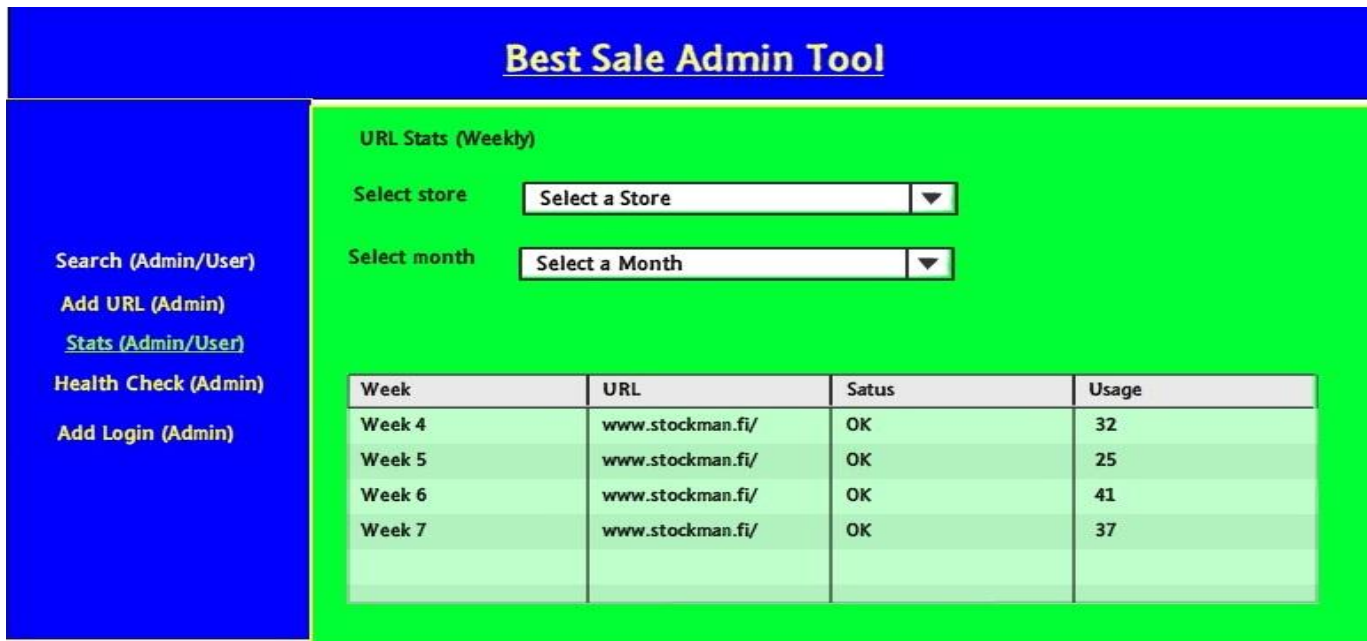 Best Sale Admin Tool
Search (Admin/User)
Add URL (Admin)
Stats (Admin/User)
Health Check (Admin)
Add Login (Admin)
URL Stats (Weekly)
Select store Select a Store
Select month Select a Month
Week URL Satus Usage
Week 4 www.stockman.fi/ OK 32
Week 5 www.stockman.fi/ OK 25
Week 6 www.stockman.fi/ OK 41
Week 7 www.stockman.fi/ OK 37